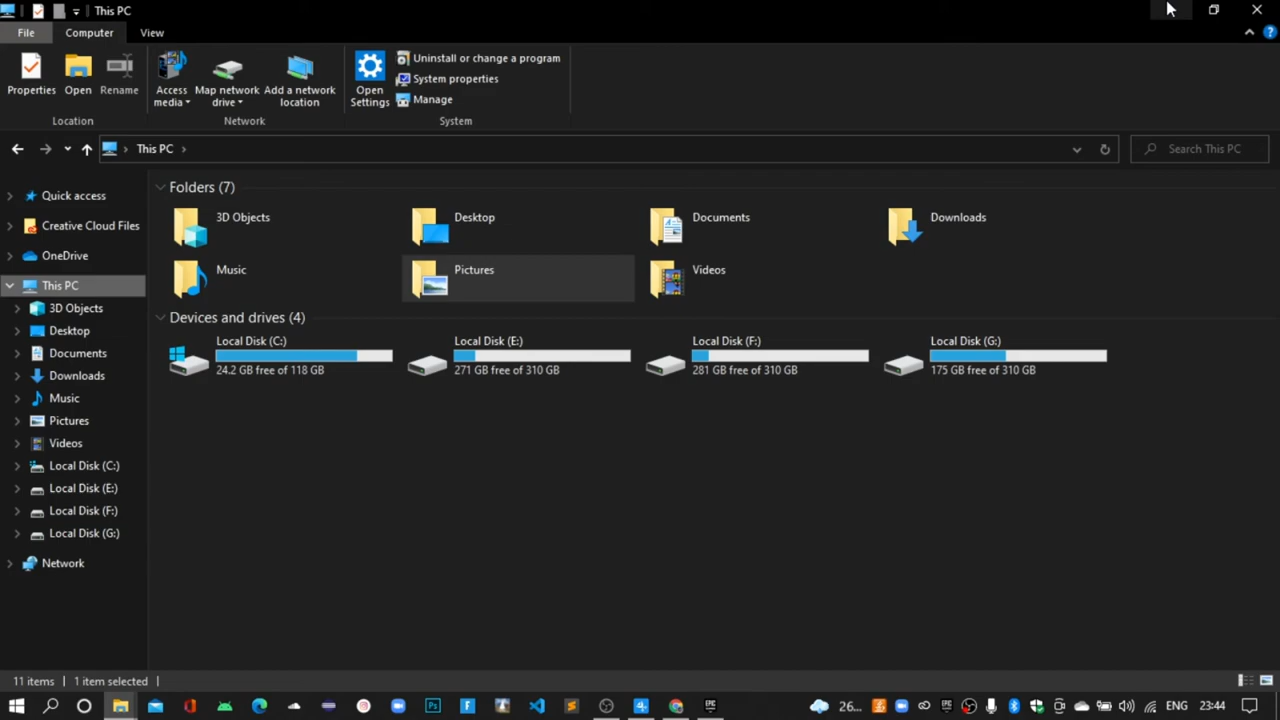 This PC
File Computer View
Properties Open Rename Access media Map network drive Add a network location Open Settings Uninstall or change a program
System properties
Manage
Location Network System
This PC Search This PC
Quick access
Creative Cloud Files
OneDrive
This PC
3D Objects
Desktop
Documents
Downloads
Music
Pictures
Videos
Local Disk (C:)
Local Disk (E:)
Local Disk (F:)
Local Disk (G:)
Network
Folders (7)
3D Objects Desktop Documents Downloads
Music Pictures Videos
Devices and drives (4)
Local Disk (C:) Local Disk (E:) Local Disk (F:) Local Disk (G:)
24.2 GB free of 118 GB 271 GB free of 310 GB 281 GB free of 310 GB 175 GB free of 310 GB
11 items 1 item selected
Ps F EPIC 26... ENG 23:44